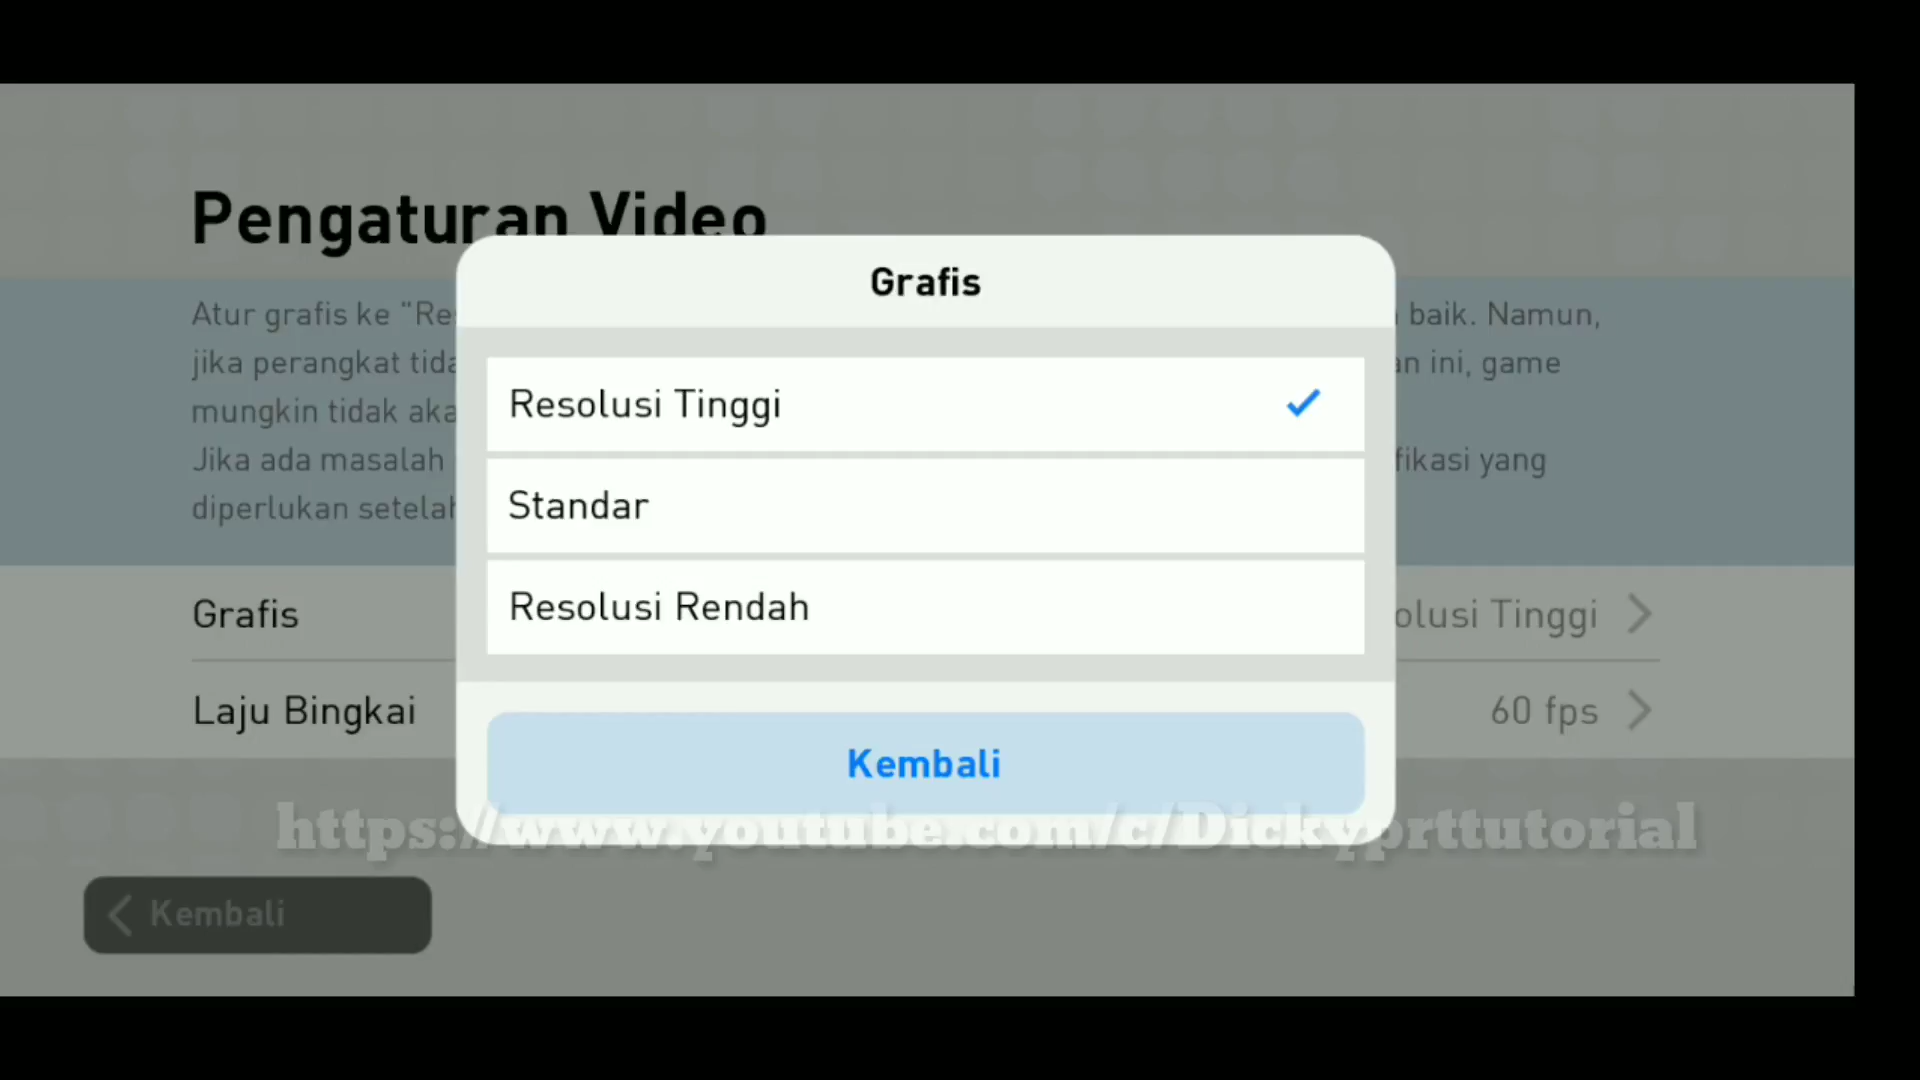 Pengaturan Video
Grafis
Atur grafis ke "Re
baik. Namun,
Resolusi Tinggi
jika perangkat tida
ini, game
mungkin tidak aka
Jika ada masalah
fikasi yang
Standar
diperlukan setelah
Resolusi Rendah
Grafis
olusi Tinggi
Laju Bingkai
60 fps
Kembali
https://www.youtube.com/c/Dickyprttutorial
Kembali